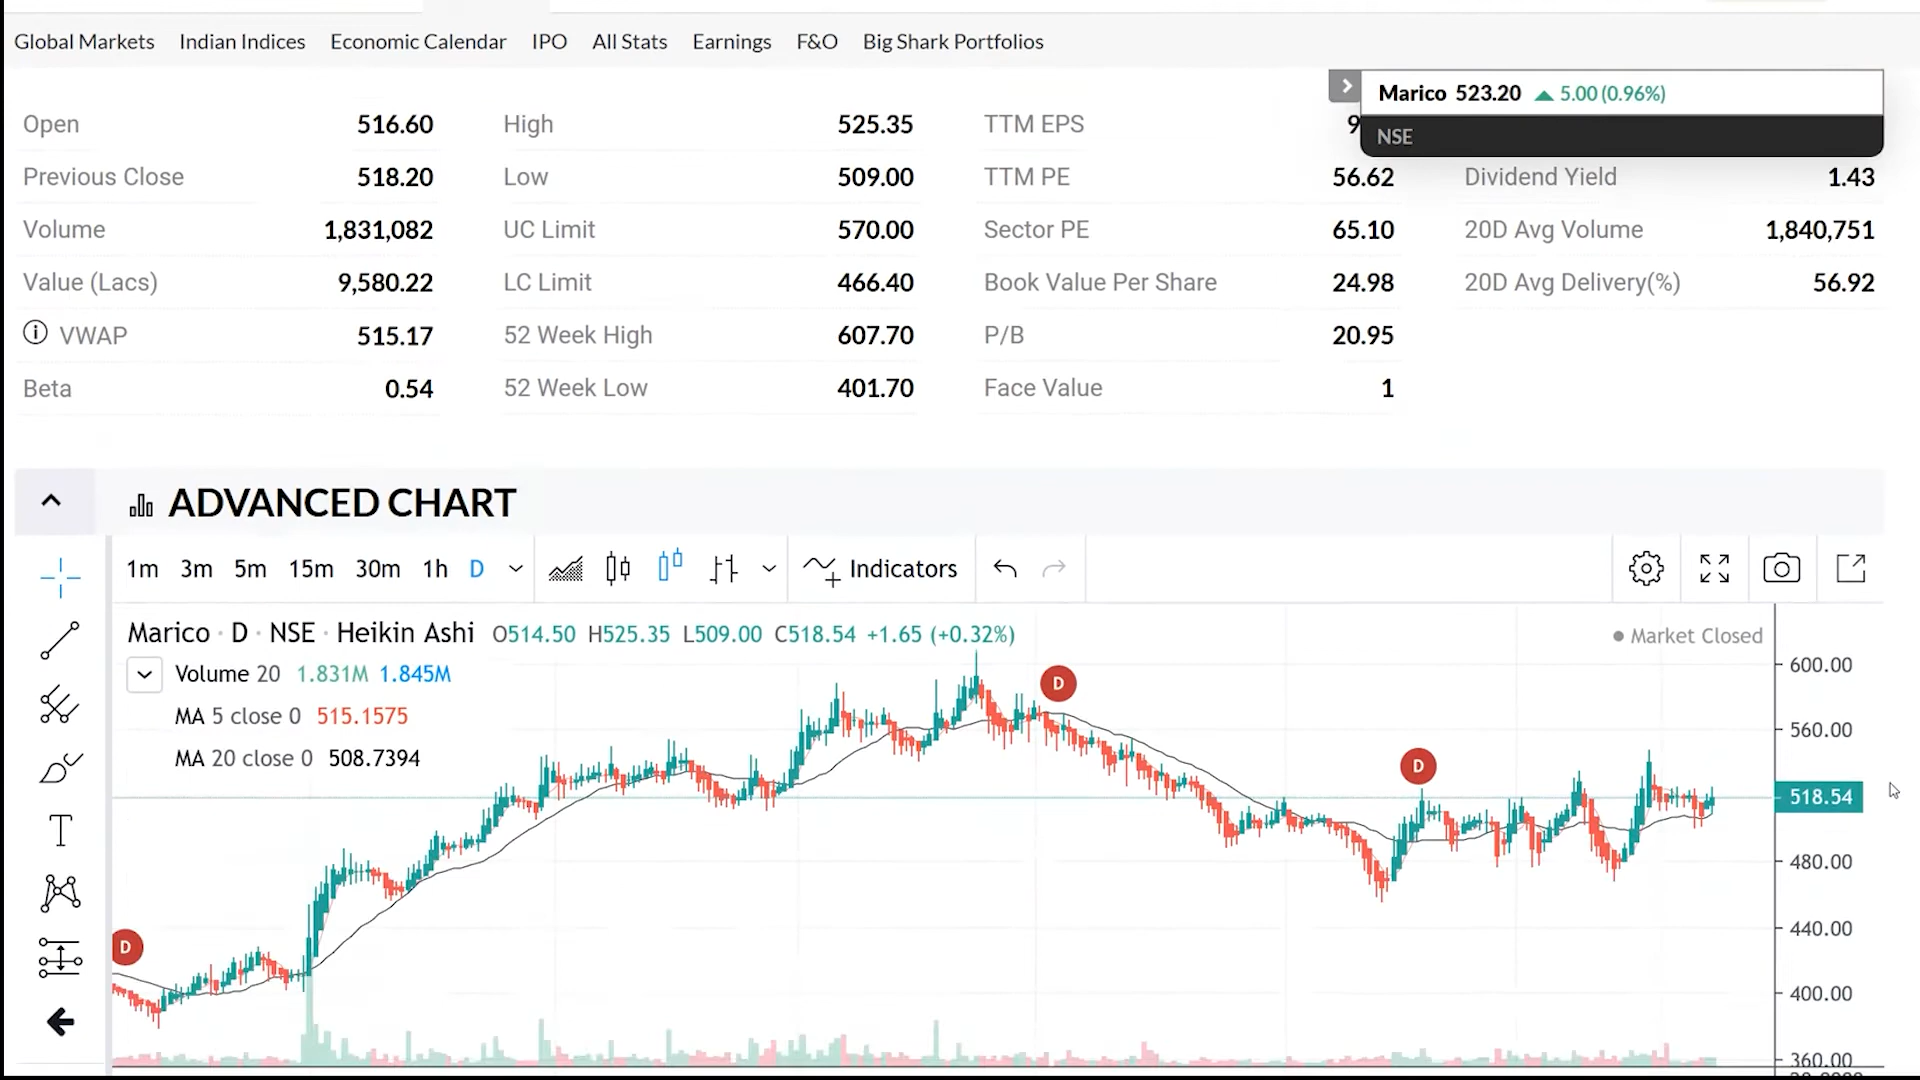 Global Markets Indian Indices Economic Calendar IPO All Stats Earnings F&O Big Shark Portfolios
Marico 523.20 ▲ 5.00 (0.96%)
NSE
Open 516.60 High 525.35 TTM EPS 9
Previous Close 518.20 Low 509.00 TTM PE 56.62 Dividend Yield 1.43
Volume 1,831,082 UC Limit 570.00 Sector PE 65.10 20D Avg Volume 1,840,751
Value (Lacs) 9,580.22 LC Limit 466.40 Book Value Per Share 24.98 20D Avg Delivery(%) 56.92
VWAP 515.17 52 Week High 607.70 P/B 20.95
Beta 0.54 52 Week Low 401.70 Face Value 1
ADVANCED CHART
1m 3m 5m 15m 30m 1h D Indicators
Marico · D · NSE · Heikin Ashi O514.50 H525.35 L509.00 C518.54 +1.65 (+0.32%)
Market Closed
Volume 20 1.831M 1.845M
MA 5 close 0 515.1575
MA 20 close 0 508.7394
D
D
D
600.00
560.00
518.54
480.00
440.00
400.00
360.00